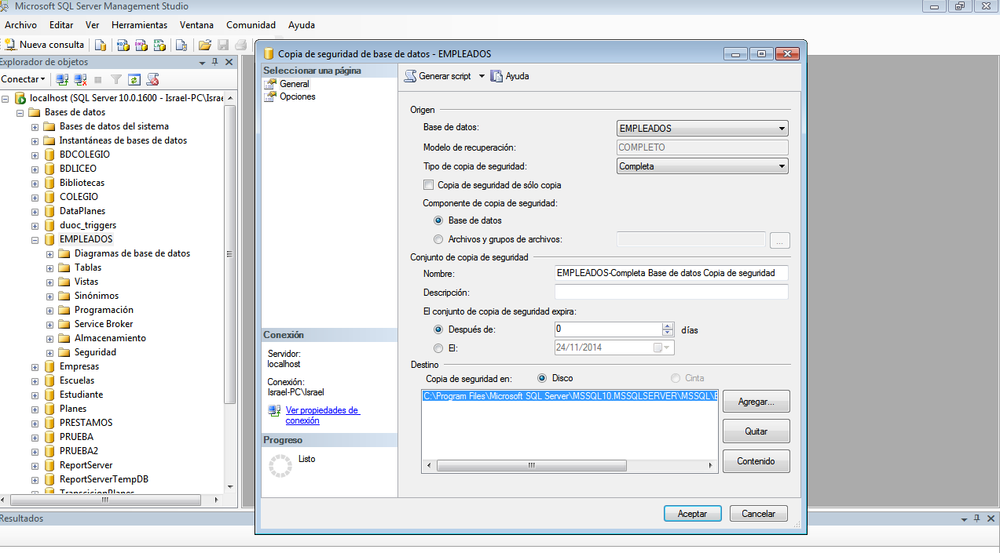 Microsoft SQL Server Management Studio
Archivo Editar Ver Herramientas Ventana Comunidad Ayuda
Nueva consulta
Explorador de objetos
Conectar
localhost (SQL Server 10.0.1600 - Israel-PC\Israe
Bases de datos
Bases de datos del sistema
Instantáneas de bases de datos
BDCOLEGIO
BDLICEO
Bibliotecas
COLEGIO
DataPlanes
duoc_triggers
EMPLEADOS
Diagramas de base de datos
Tablas
Vistas
Sinónimos
Programación
Service Broker
Almacenamiento
Seguridad
Empresas
Escuelas
Estudiante
Planes
PRESTAMOS
PRUEBA
PRUEBA2
ReportServer
ReportServerTempDB
Resultados
Copia de seguridad de base de datos - EMPLEADOS
Seleccionar una página
General
Opciones
Conexión
Servidor:
localhost
Conexión:
Israel-PC\Israel
Ver propiedades de
conexión
Progreso
Listo
Generar script Ayuda
Origen
Base de datos: EMPLEADOS
Modelo de recuperación: COMPLETO
Tipo de copia de seguridad: Completa
Copia de seguridad de sólo copia
Componente de copia de seguridad:
Base de datos
Archivos y grupos de archivos: ...
Conjunto de copia de seguridad
Nombre: EMPLEADOS-Completa Base de datos Copia de seguridad
Descripción:
El conjunto de copia de seguridad expira:
Después de: 0 días
El: 24/11/2014
Destino
Copia de seguridad en: Disco Cinta
C:\Program Files\Microsoft SQL Server\MSSQL10.MSSQLSERVER\MSSQL\B
Agregar...
Quitar
Contenido
Aceptar Cancelar